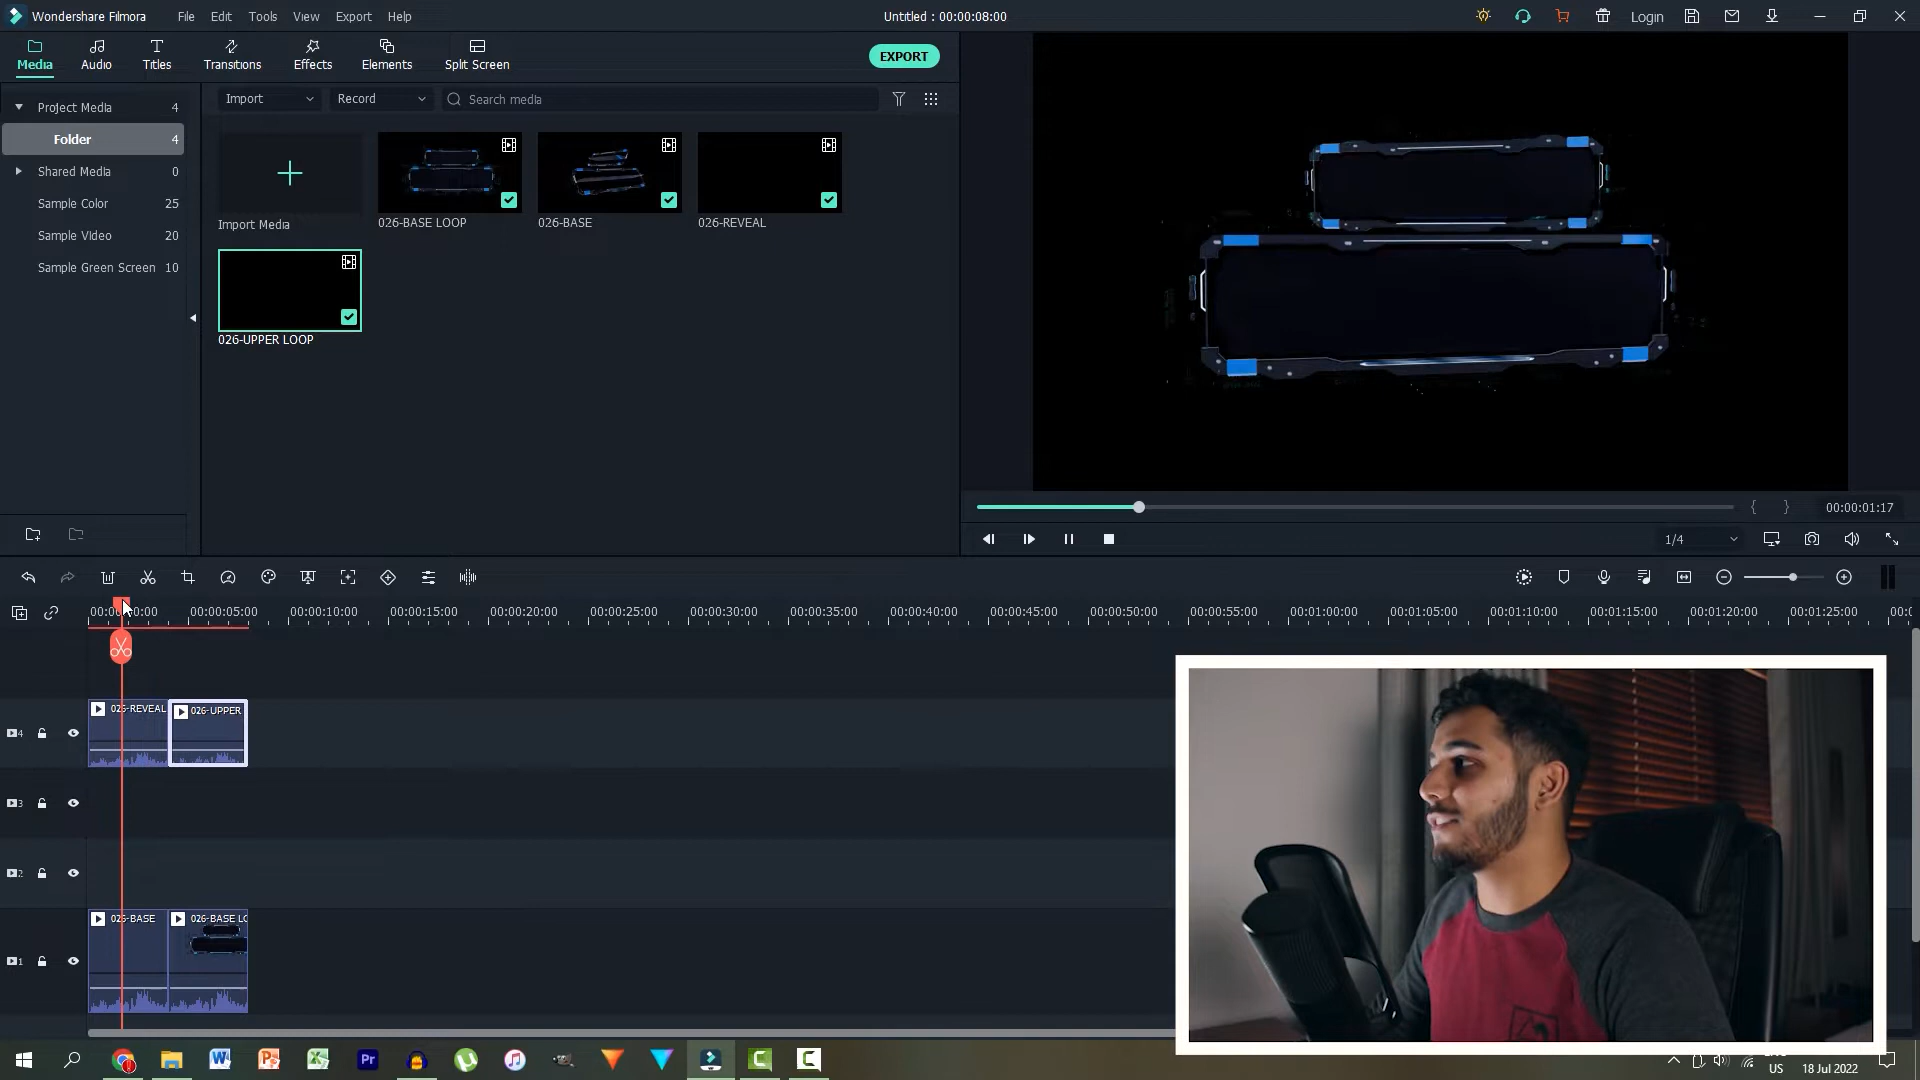 Wondershare Filmora File Edit Tools View Export Help Untitled : 00:00:08:00 Login
Media Audio Titles Transitions Effects Elements Split Screen EXPORT
Project Media 4
Folder 4
Shared Media 0
Sample Color 25
Sample Video 20
Sample Green Screen 10
Import Record Search media
Import Media 026-BASE LOOP 026-BASE 026-REVEAL
026-UPPER LOOP
00:00:01:17
1/4
00:00:05:00 00:00:10:00 00:00:15:00 00:00:20:00 00:00:25:00 00:00:30:00 00:00:35:00 00:00:40:00 00:00:45:00 00:00:50:00 00:00:55:00 00:01:00:00 00:01:05:00 00:01:10:00 00:01:15:00 00:01:20:00 00:01:25:00
4 026-REVEAL 026-UPPER
3
2
026-BASE 026-BASE LO
1
Pr
US 18 Jul 2022